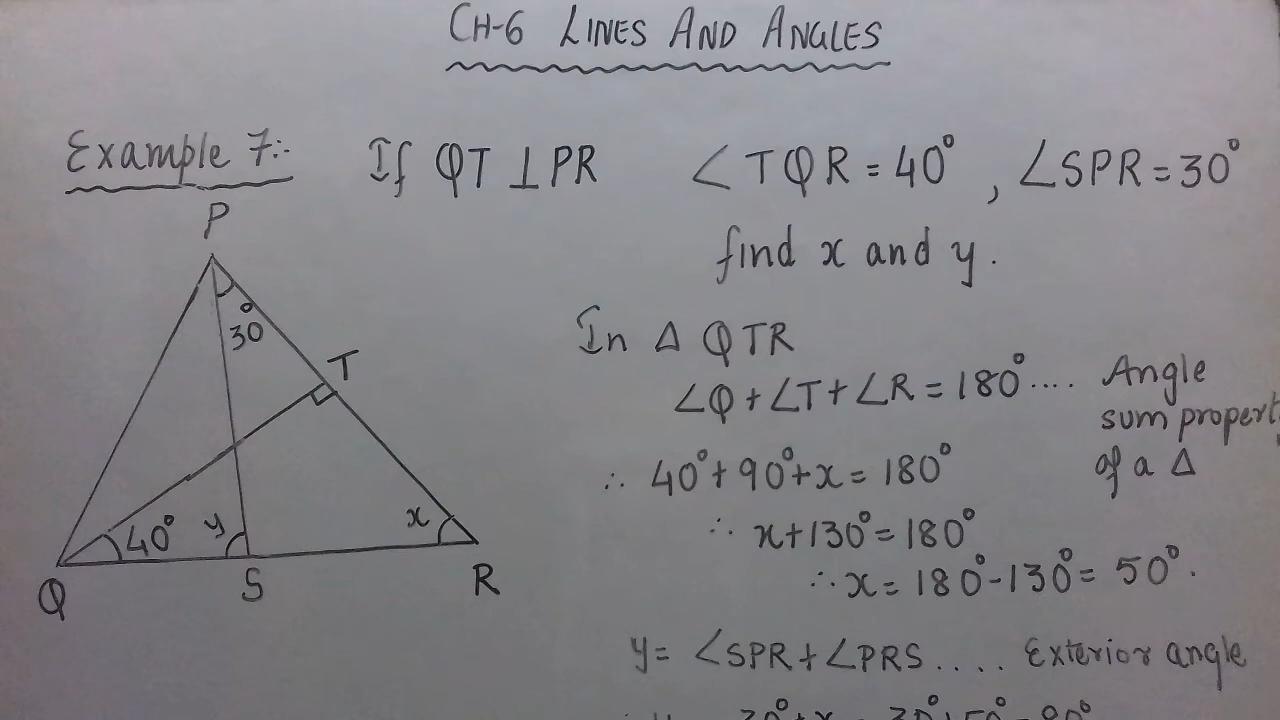 CH-6 LINES AND ANGLES
Example 7:- If QT ⊥ PR ∠TQR = 40°, ∠SPR = 30°
find x and y.
P
30°
T
40° y x
Q S R
In Δ QTR
∠Q + ∠T + ∠R = 180° .... Angle
sum propert
of a Δ
∴ 40° + 90° + x = 180°
∴ x + 130° = 180°
∴ x = 180° - 130° = 50°.
y = ∠SPR + ∠PRS .... Exterior angle